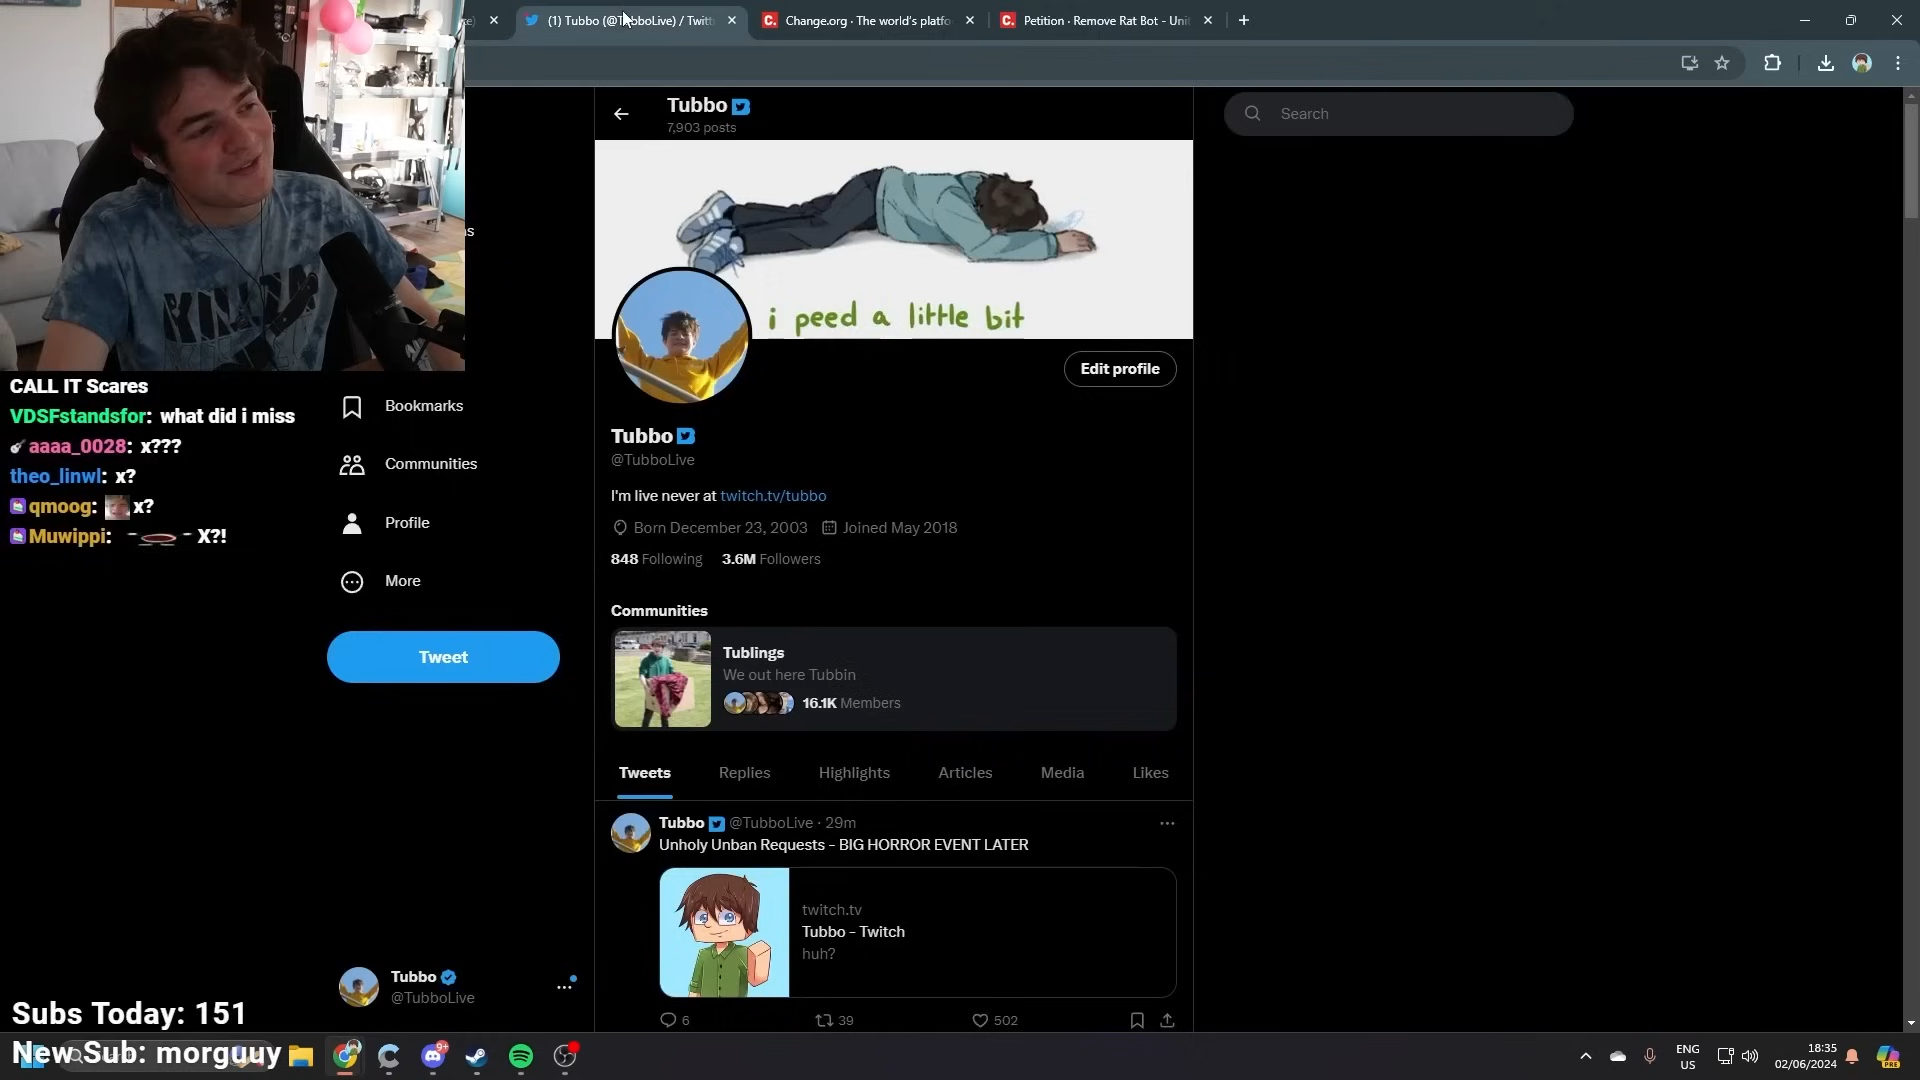 (1) Tubbo (@TubboLive) / Twitt
Change.org · The world's platfo
Petition · Remove Rat Bot - Unit
Tubbo
7,903 posts
Search
i peed a little bit
Edit profile
Tubbo
@TubboLive
I'm live never at twitch.tv/tubbo
Born December 23, 2003 Joined May 2018
848 Following 3.6M Followers
Communities
Tublings
We out here Tubbin
16.1K Members
Tweets Replies Highlights Articles Media Likes
Tubbo @TubboLive · 29m
Unholy Unban Requests - BIG HORROR EVENT LATER
twitch.tv
Tubbo - Twitch
huh?
6 39 502
CALL IT Scares
VDSFstandsfor: what did i miss
aaaa_0028: x???
theo_linwl: x?
qmoog: x?
Muwippi: X?!
Bookmarks
Communities
Profile
More
Tweet
Tubbo
@TubboLive
Subs Today: 151
New Sub: morguuy
9+
ENG
US
18:35
02/06/2024
PRE